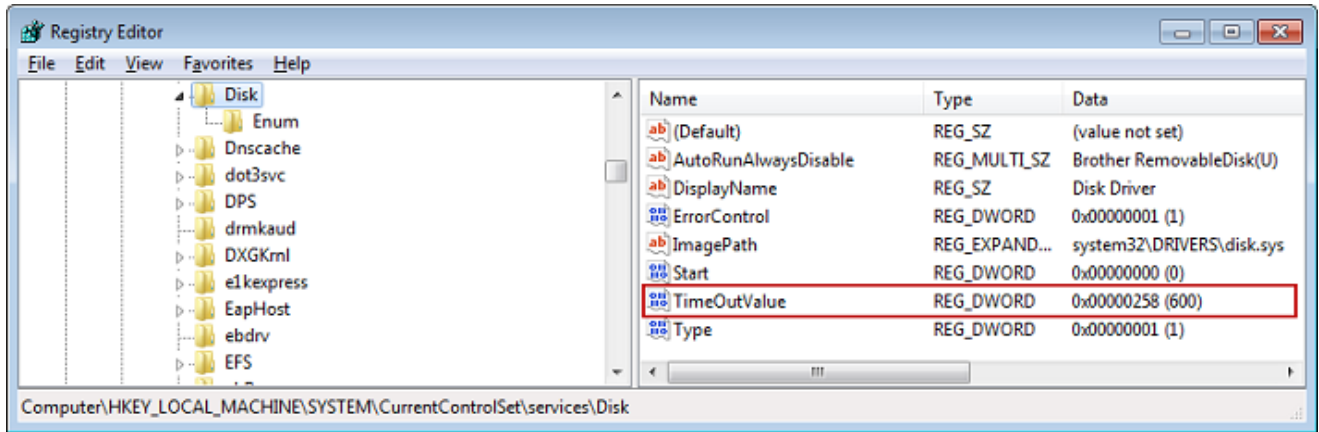 Registry Editor
File Edit View Favorites Help
Disk
Enum
Dnscache
dot3svc
DPS
drmkaud
DXGKrnl
e1kexpress
EapHost
ebdrv
EFS
Name Type Data
(Default) REG_SZ (value not set)
AutoRunAlwaysDisable REG_MULTI_SZ Brother RemovableDisk(U)
DisplayName REG_SZ Disk Driver
ErrorControl REG_DWORD 0x00000001 (1)
ImagePath REG_EXPAND... system32\DRIVERS\disk.sys
Start REG_DWORD 0x00000000 (0)
TimeOutValue REG_DWORD 0x00000258 (600)
Type REG_DWORD 0x00000001 (1)
Computer\HKEY_LOCAL_MACHINE\SYSTEM\CurrentControlSet\services\Disk